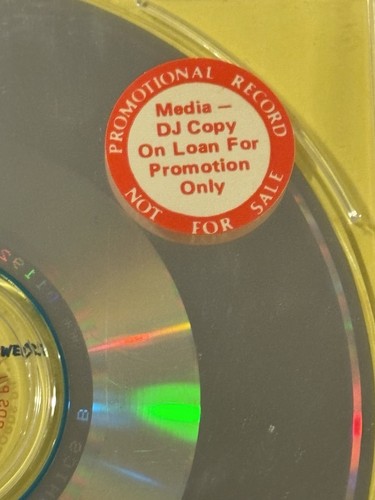 PROMOTIONAL RECORD
Media —
DJ Copy
On Loan For
Promotion
Only
NOT FOR SALE